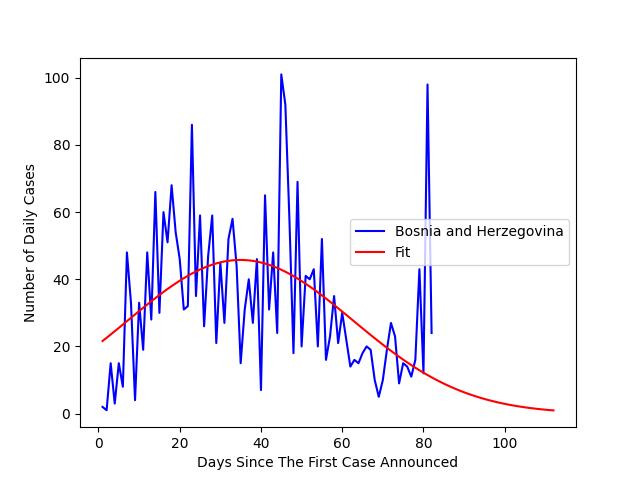 100
80
60
40
20
0
Number of Daily Cases
Bosnia and Herzegovina
Fit
0 20 40 60 80 100
Days Since The First Case Announced